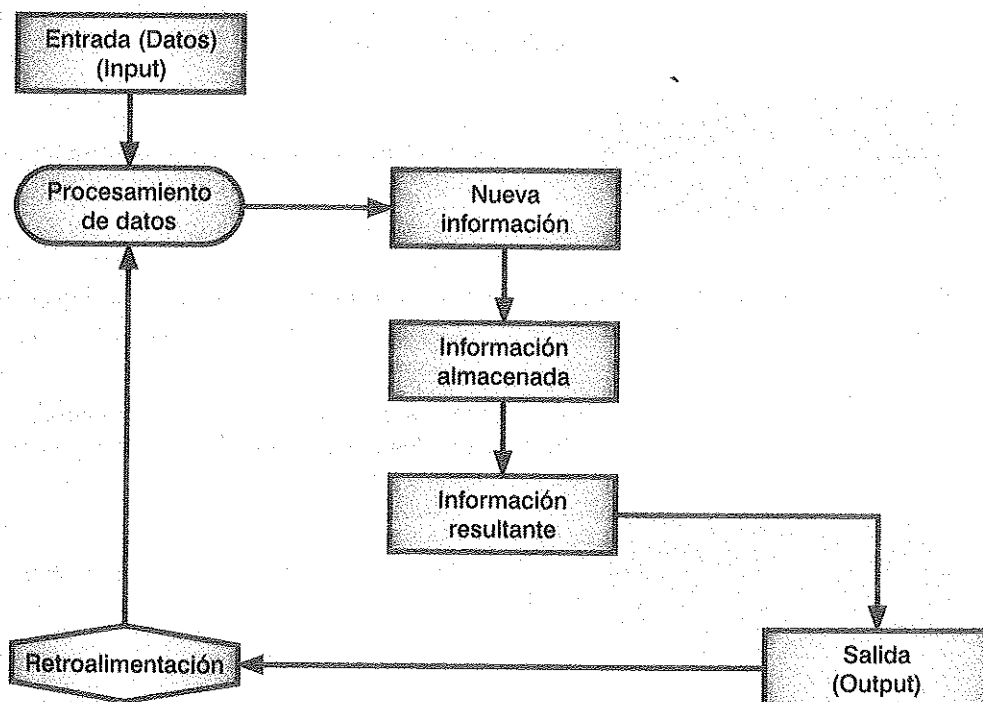 Entrada (Datos)
(Input)
Procesamiento
de datos
Nueva
información
Información
almacenada
Información
resultante
Salida
(Output)
Retroalimentación